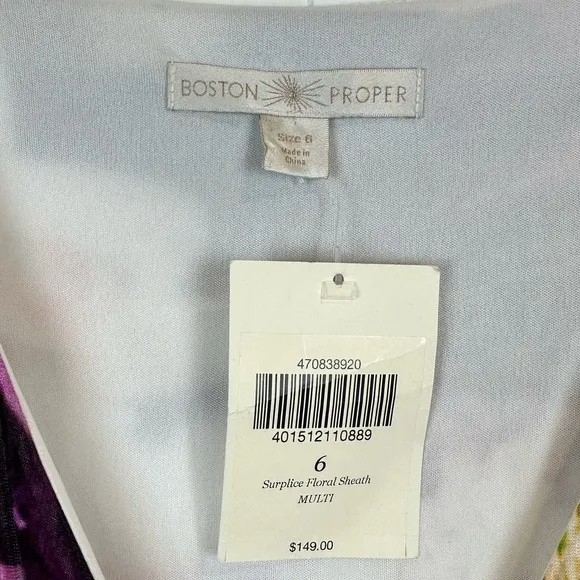 BOSTON PROPER
Size 6
Made in
China
470838920
401512110889
6
Surplice Floral Sheath
MULTI
$149.00